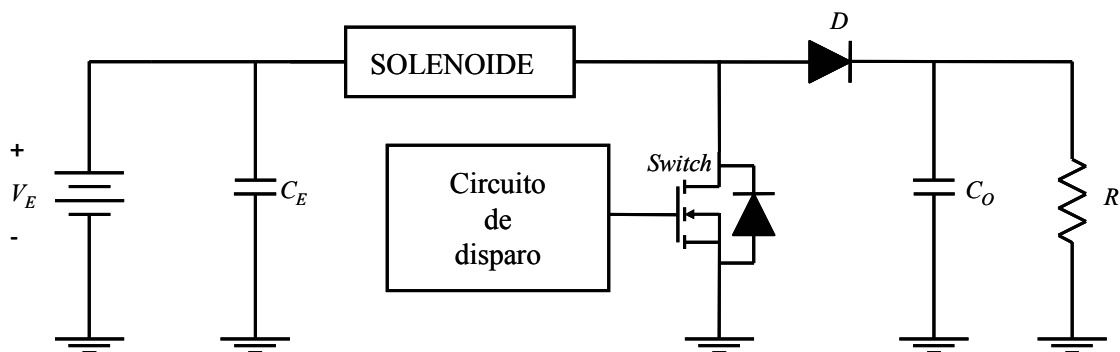 D
SOLENOIDE
+
V_E
-
C_E
Circuito
de
disparo
Switch
C_O
R